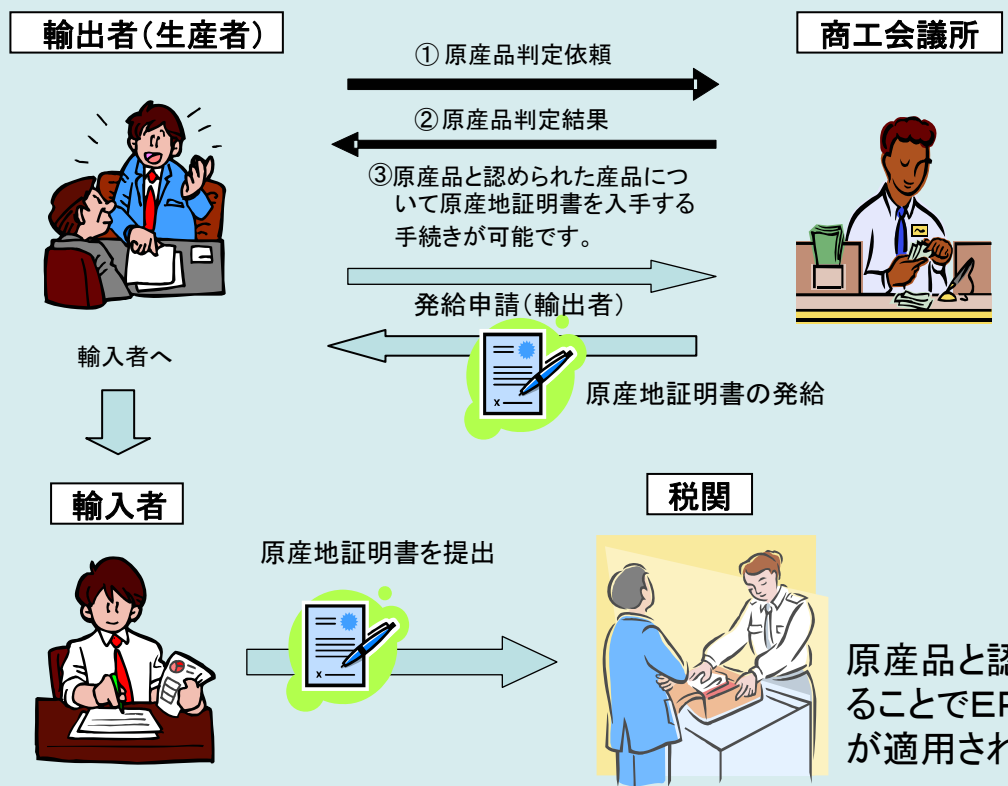 輸出者(生産者)
商工会議所
①原産品判定依頼
②原産品判定結果
③原産品と認められた産品につ
いて原産地証明書を入手する
手続きが可能です。
発給申請(輸出者)
原産地証明書の発給
輸入者へ
輸入者
税関
原産地証明書を提出
原産品と認
ることでEP
が適用され